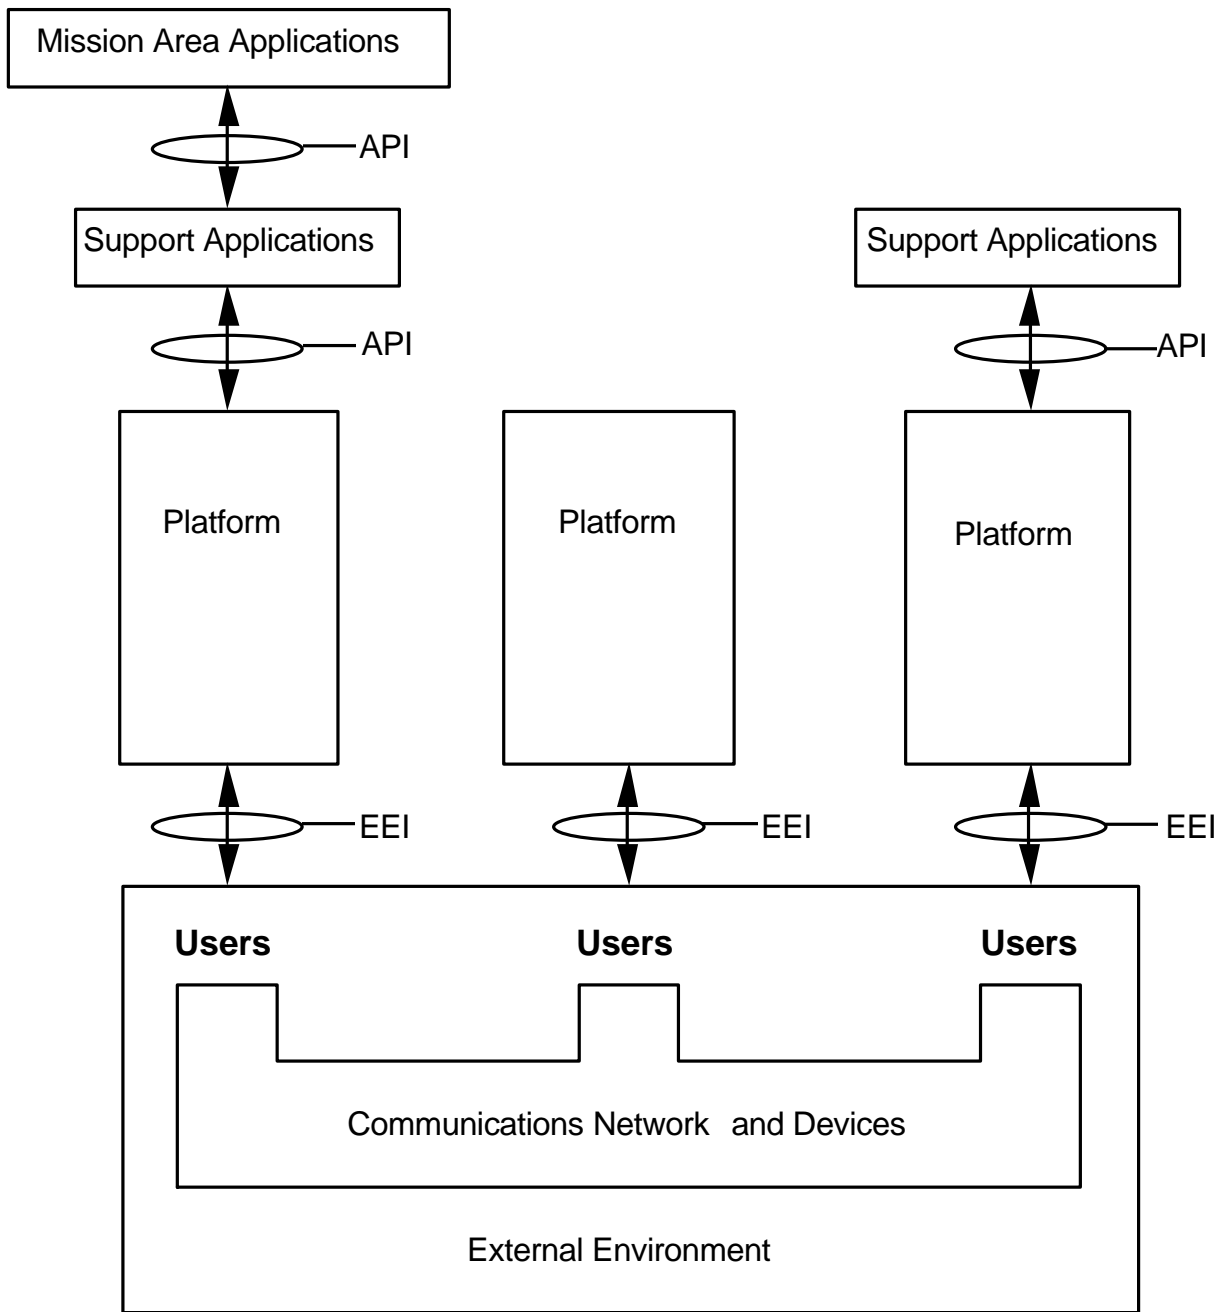 Mission Area Applications
API
Support Applications
Support Applications
API
API
Platform
Platform
Platform
EEI
EEI
EEI
Users
Users
Users
Communications Network and Devices
External Environment